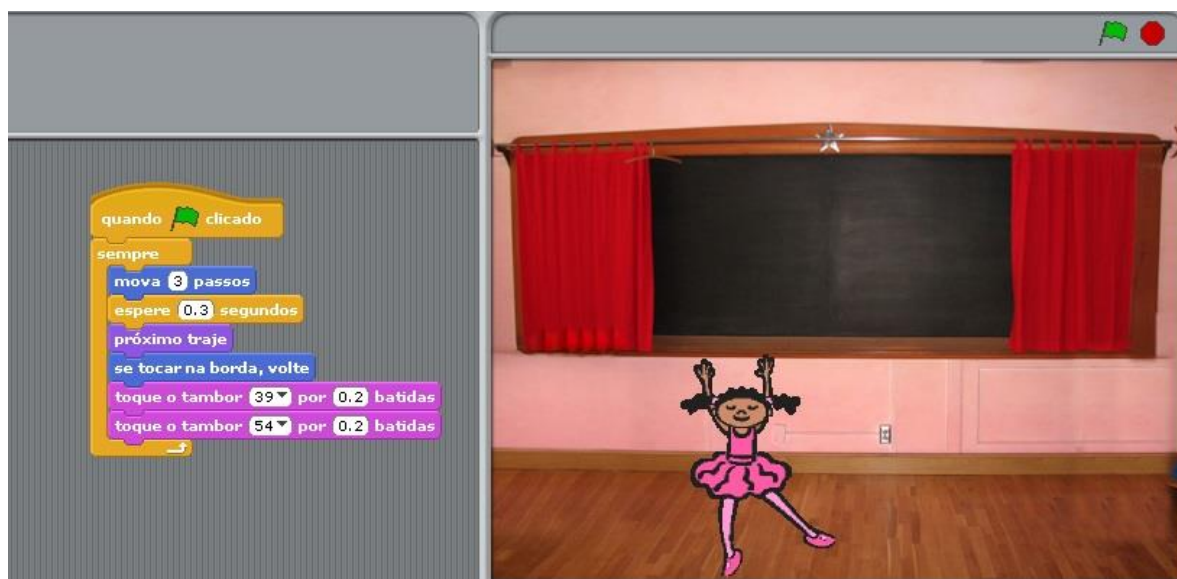 quando clicado
sempre
mova 3 passos
espere 0.3 segundos
próximo traje
se tocar na borda, volte
toque o tambor 39 por 0.2 batidas
toque o tambor 54 por 0.2 batidas